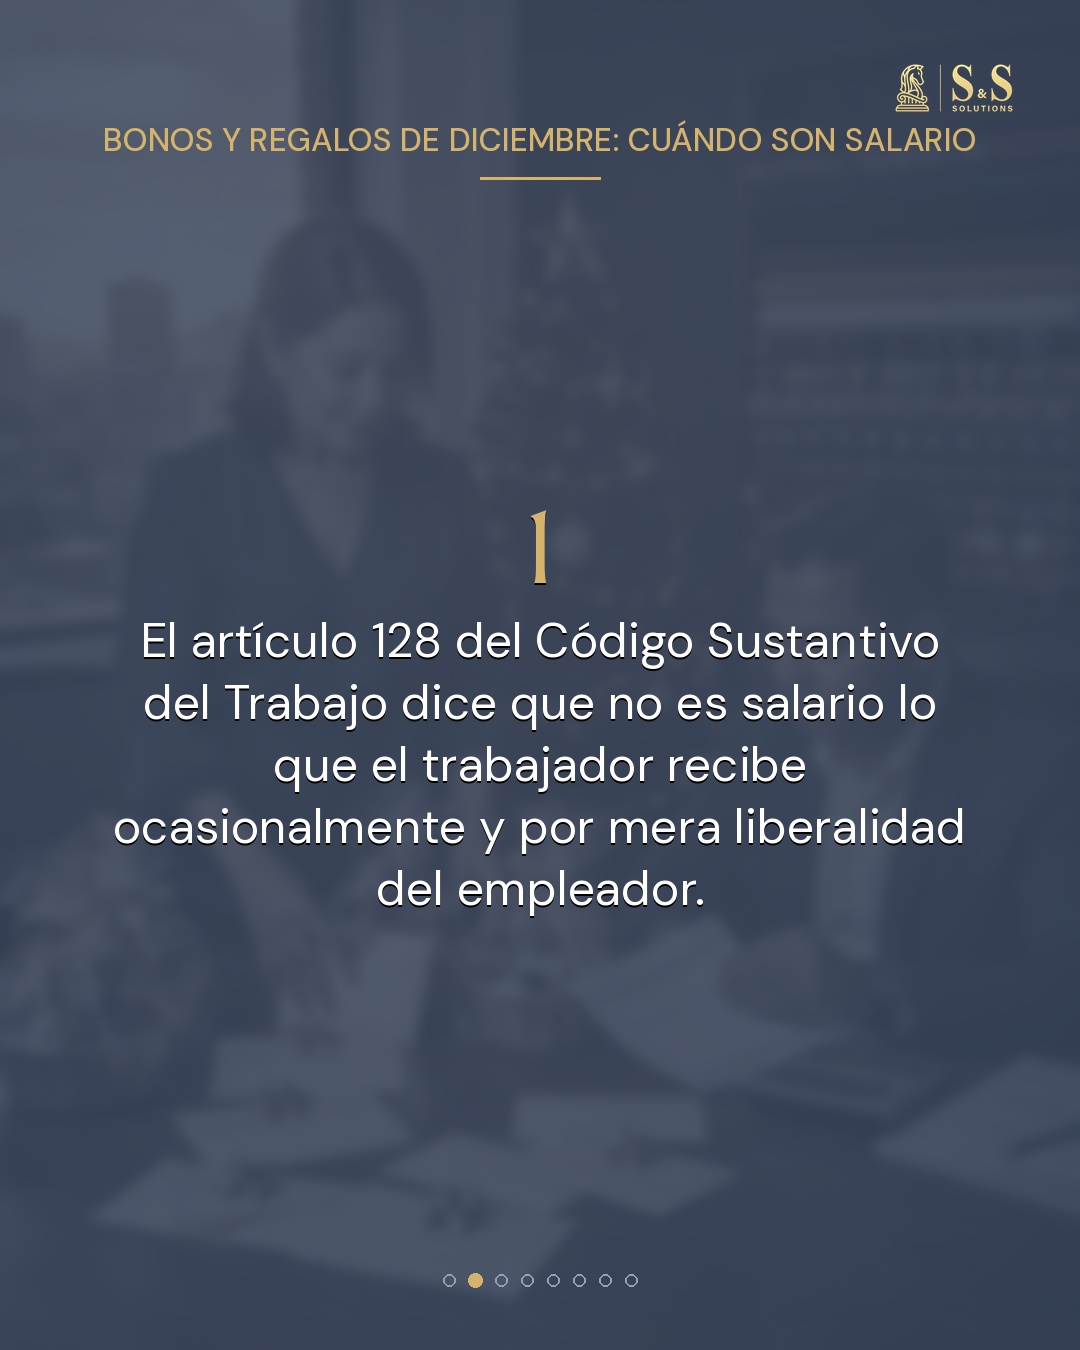 S&S
SOLUTIONS
BONOS Y REGALOS DE DICIEMBRE: CUÁNDO SON SALARIO
1
El artículo 128 del Código Sustantivo
del Trabajo dice que no es salario lo
que el trabajador recibe
ocasionalmente y por mera liberalidad
del empleador.